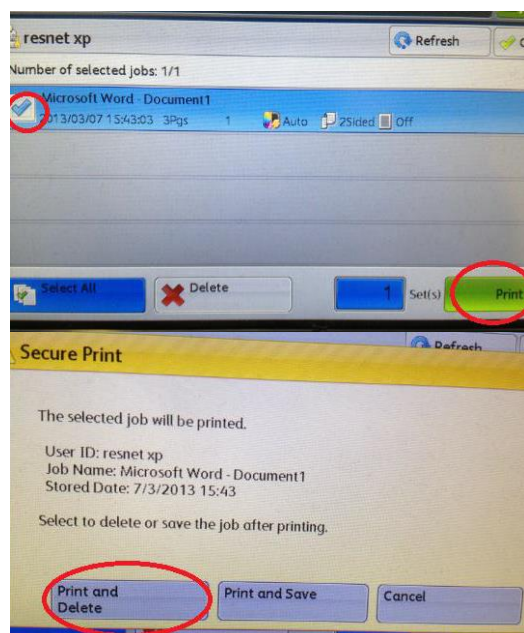 resnet xp
Refresh
Number of selected jobs: 1/1
Microsoft Word - Document1
2013/03/07 15:43:03 3Pgs 1 Auto 2Sided Off
Select All
Delete
1 Set(s)
Print
Refresh
Secure Print
The selected job will be printed.
User ID: resnet xp
Job Name: Microsoft Word - Document1
Stored Date: 7/3/2013 15:43
Select to delete or save the job after printing.
Print and
Delete
Print and Save
Cancel